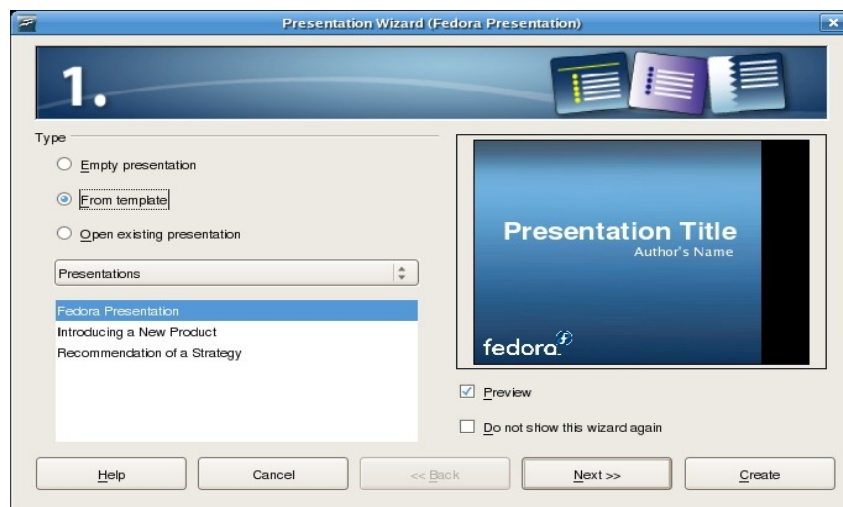 Presentation Wizard (Fedora Presentation)
1.
Type
Empty presentation
From template
Open existing presentation
Presentations
Fedora Presentation
Introducing a New Product
Recommendation of a Strategy
Presentation Title
Author's Name
fedora
Preview
Do not show this wizard again
Help
Cancel
<< Back
Next >>
Create